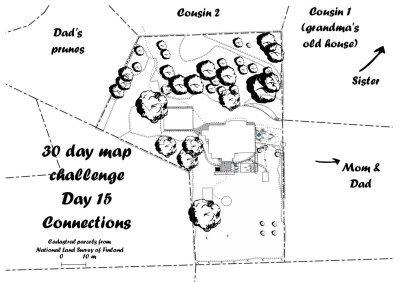 Cousin 2
Cousin 1
(grandma's
old house)
Dad's
prunes
Sister
Mom &
Dad
30 day map
challenge
Day 15
Connections
Cadastral parcels from
National Land Survey of Finland
0 10 m